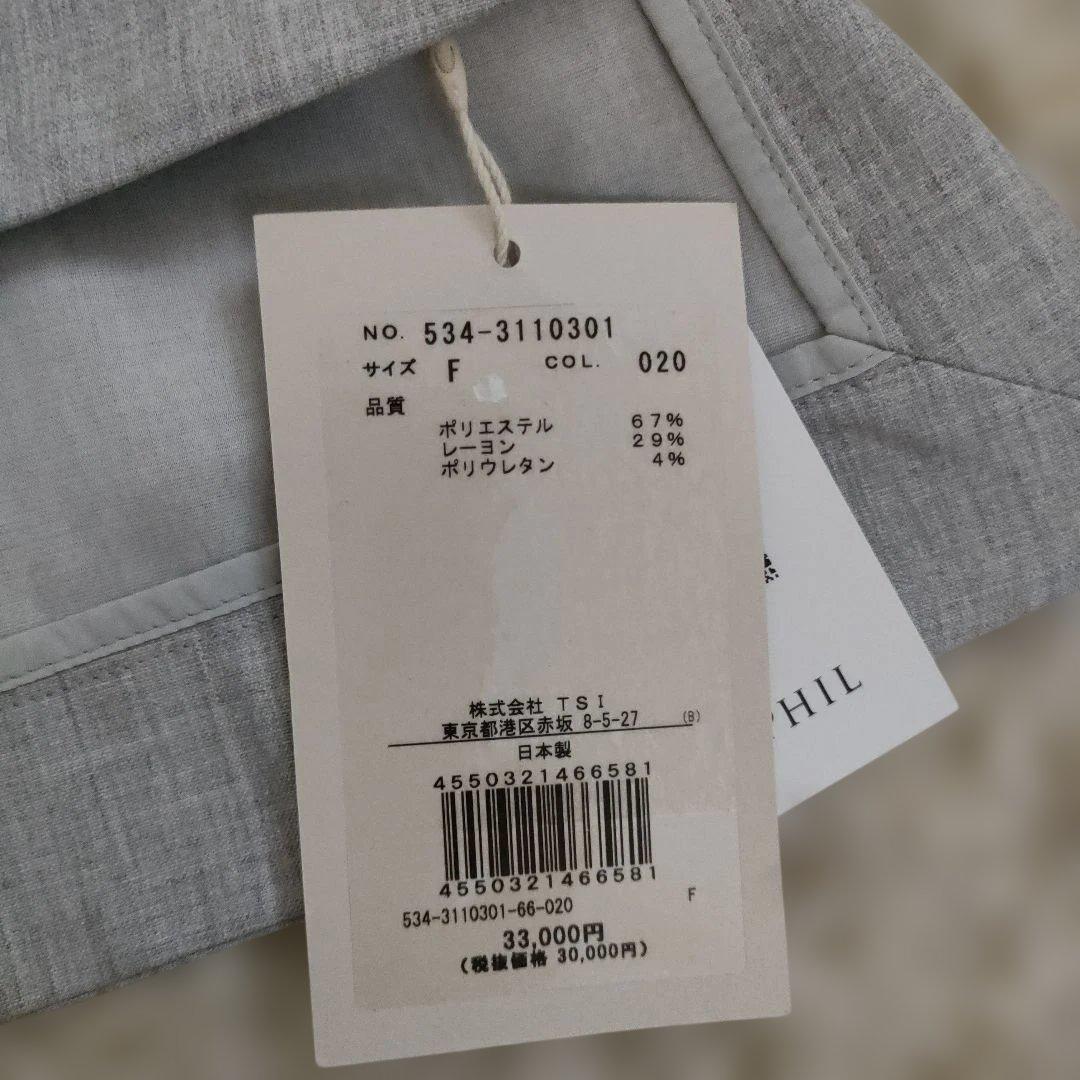 NO. 534-3110301
サイズ F COL. 020
品質
ポリエステル 67%
レーヨン 29%
ポリウレタン 4%
株式会社 TSI
東京都港区赤坂 8-5-27 (B)
日本製
4550321466581
4550321466581
534-3110301-66-020 F
33,000円
(税抜価格 30,000円)
PHIL